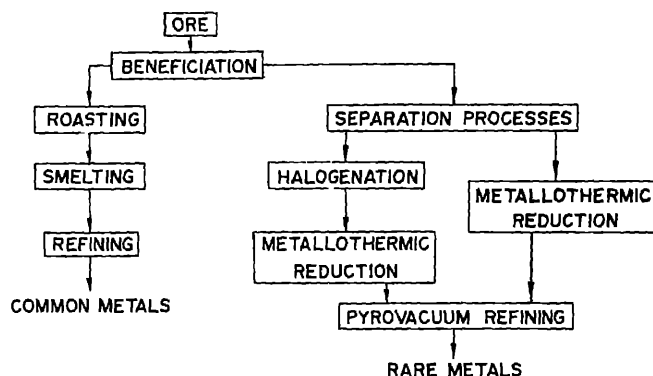 ORE
BENEFICIATION
ROASTING
SEPARATION PROCESSES
SMELTING
HALOGENATION
METALLOTHERMIC
REDUCTION
REFINING
METALLOTHERMIC
REDUCTION
COMMON METALS
PYROVACUUM REFINING
RARE METALS